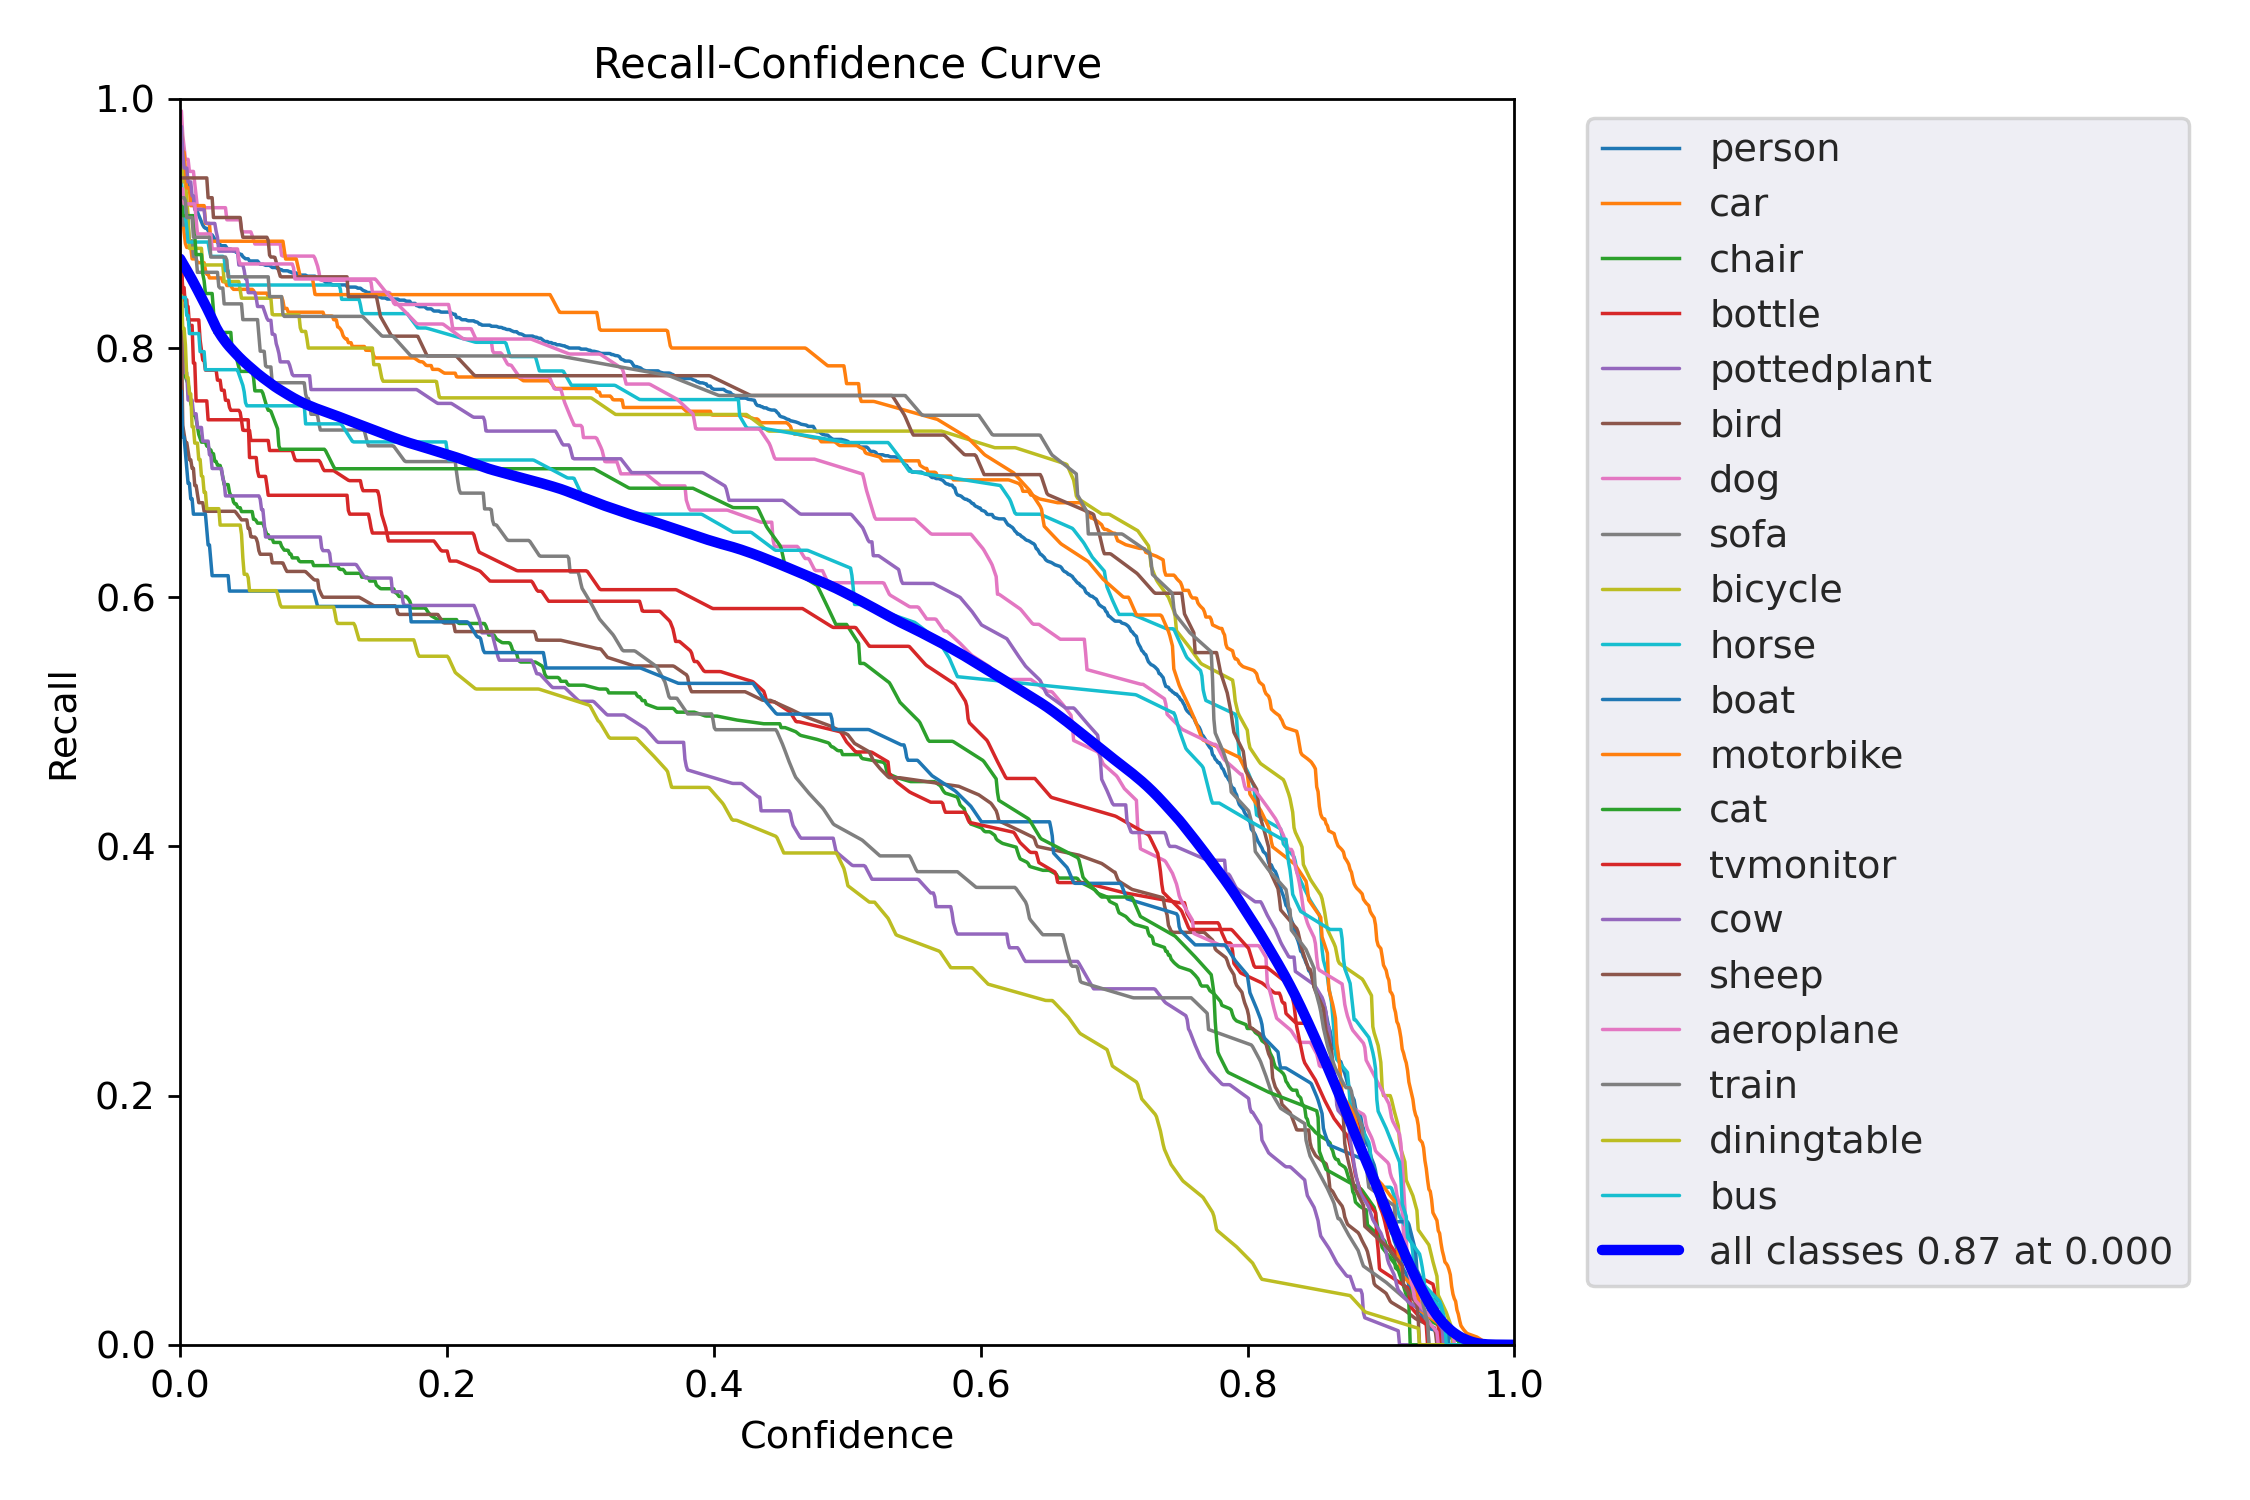 Recall-Confidence Curve
1.0
0.8
0.6
0.4
0.2
0.0
Recall
0.0 0.2 0.4 0.6 0.8 1.0
Confidence
person
car
chair
bottle
pottedplant
bird
dog
sofa
bicycle
horse
boat
motorbike
cat
tvmonitor
cow
sheep
aeroplane
train
diningtable
bus
all classes 0.87 at 0.000